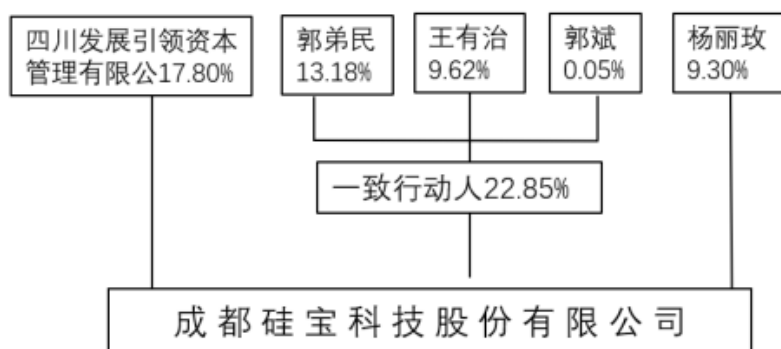 四川发展引领资本
管理有限公17.80%
郭弟民
13.18%
王有治
9.62%
郭斌
0.05%
杨丽玫
9.30%
一致行动人22.85%
成都硅宝科技股份有限公司